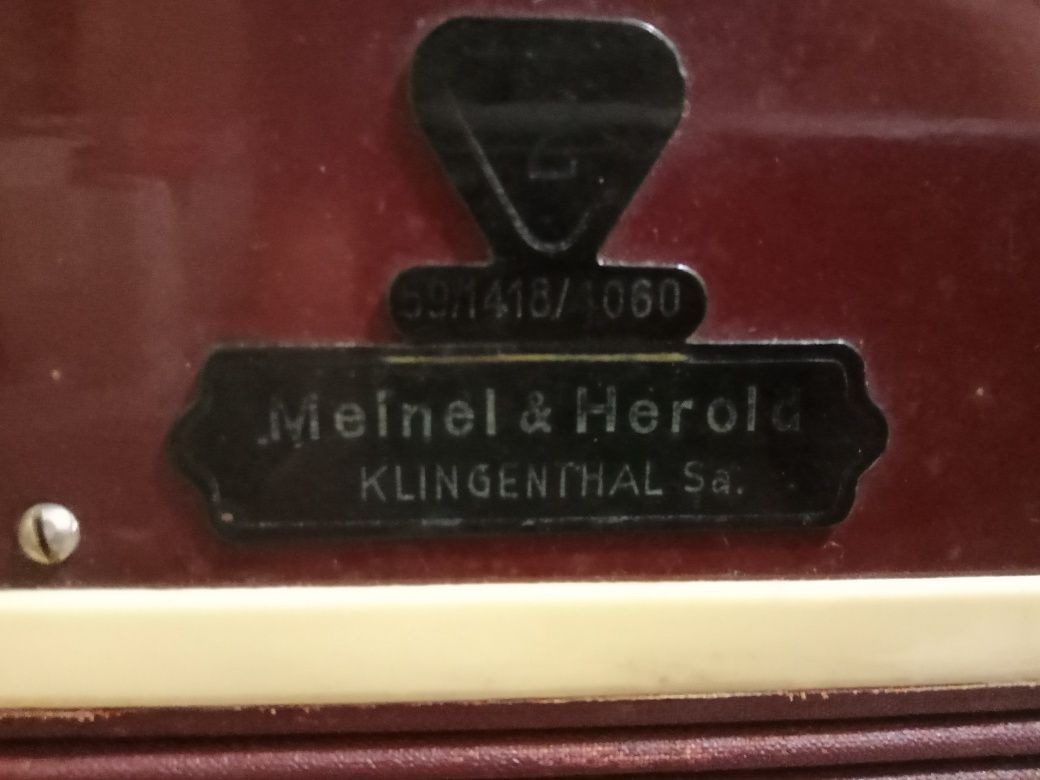 59/1418/1060
Meinel & Herold
KLINGENTHAL Sa.